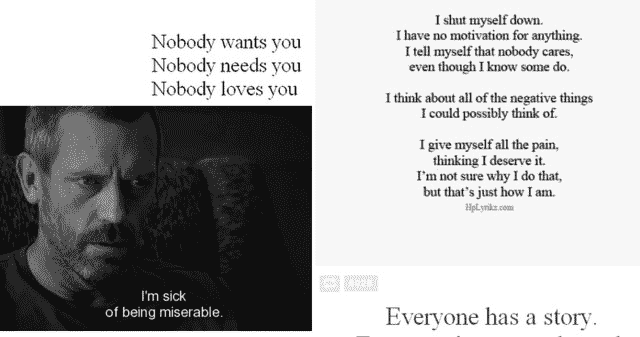 Nobody wants you
Nobody needs you
Nobody loves you
I'm sick
of being miserable.
I shut myself down.
I have no motivation for anything.
I tell myself that nobody cares,
even though I know some do.
I think about all of the negative things
I could possibly think of.
I give myself all the pain,
thinking I deserve it.
I'm not sure why I do that,
but that's just how I am.
HpLyrikz.com
Everyone has a story.